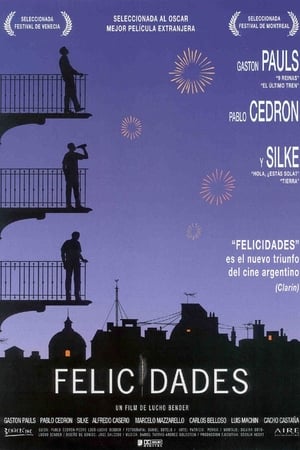 SELECCIONADA
FESTIVAL DE VENECIA
SELECCIONADA AL OSCAR
MEJOR PELÍCULA EXTRANJERA
SELECCIONADA
FESTIVAL DE MONTREAL
GASTON PAULS
"9 REINAS"
"EL ÚLTIMO TREN"
PABLO CEDRON
Y SILKE
"HOLA, ¿ESTÁS SOLA?"
"TIERRA"
"FELICIDADES"
es el nuevo triunfo
del cine argentino
(Clarín)
FELICIDADES
UN FILM DE LUCHO BENDER
GASTON PAULS PABLO CEDRON SILKE ALFREDO CASERO MARCELO MAZZARELLO CARLOS BELLOSO LUIS MACHIN CACHO CASTAÑA
AIRE